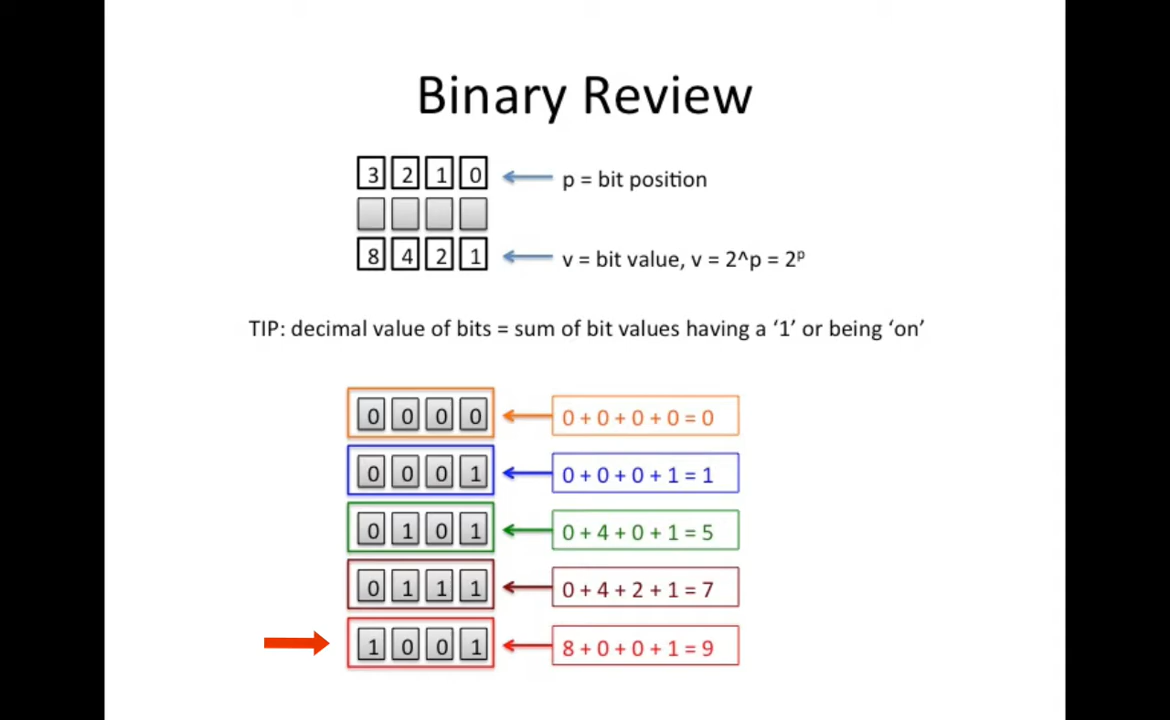 Binary Review
3 2 1 0 p = bit position
8 4 2 1 v = bit value, v = 2^p = 2ᵖ
TIP: decimal value of bits = sum of bit values having a ‘1’ or being ‘on’
0 0 0 0 0 + 0 + 0 + 0 = 0
0 0 0 1 0 + 0 + 0 + 1 = 1
0 1 0 1 0 + 4 + 0 + 1 = 5
0 1 1 1 0 + 4 + 2 + 1 = 7
1 0 0 1 8 + 0 + 0 + 1 = 9